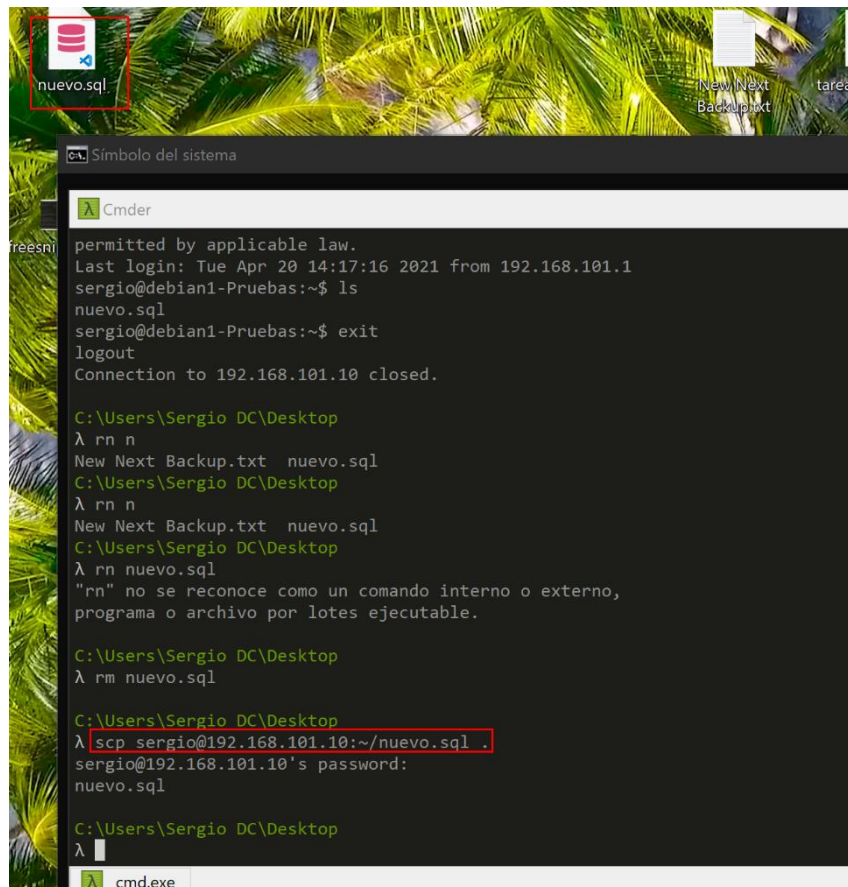 nuevo.sql
New Next
Backup.txt
tarea
Símbolo del sistema
Cmder
freesni
permitted by applicable law.
Last login: Tue Apr 20 14:17:16 2021 from 192.168.101.1
sergio@debian1-Pruebas:~$ ls
nuevo.sql
sergio@debian1-Pruebas:~$ exit
logout
Connection to 192.168.101.10 closed.
C:\Users\Sergio DC\Desktop
λ rn n
New Next Backup.txt  nuevo.sql
C:\Users\Sergio DC\Desktop
λ rn n
New Next Backup.txt  nuevo.sql
C:\Users\Sergio DC\Desktop
λ rn nuevo.sql
"rn" no se reconoce como un comando interno o externo,
programa o archivo por lotes ejecutable.
C:\Users\Sergio DC\Desktop
λ rm nuevo.sql
C:\Users\Sergio DC\Desktop
λ scp sergio@192.168.101.10:~/nuevo.sql .
sergio@192.168.101.10's password:
nuevo.sql
C:\Users\Sergio DC\Desktop
λ
cmd.exe